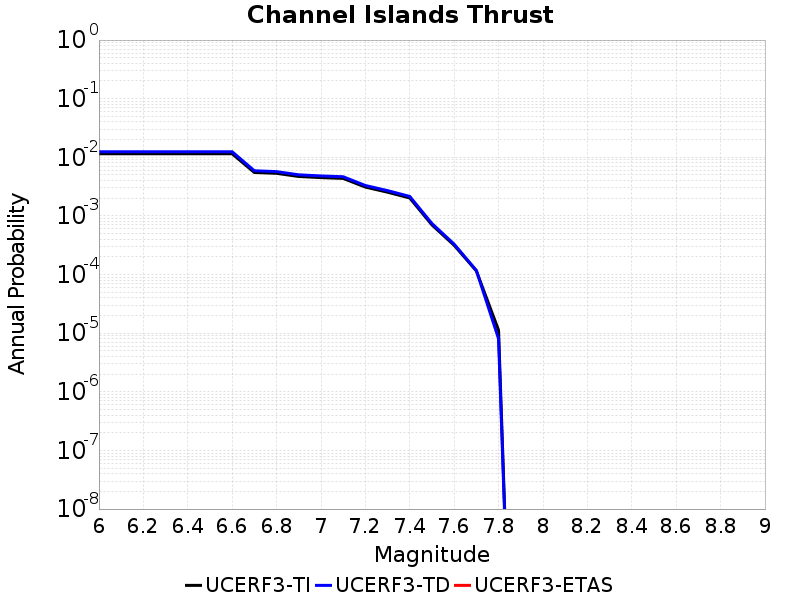 Channel Islands Thrust
10^0
10^-1
10^-2
10^-3
10^-4
10^-5
10^-6
10^-7
10^-8
Annual Probability
6 6.2 6.4 6.6 6.8 7 7.2 7.4 7.6 7.8 8 8.2 8.4 8.6 8.8 9
Magnitude
UCERF3-TI UCERF3-TD UCERF3-ETAS